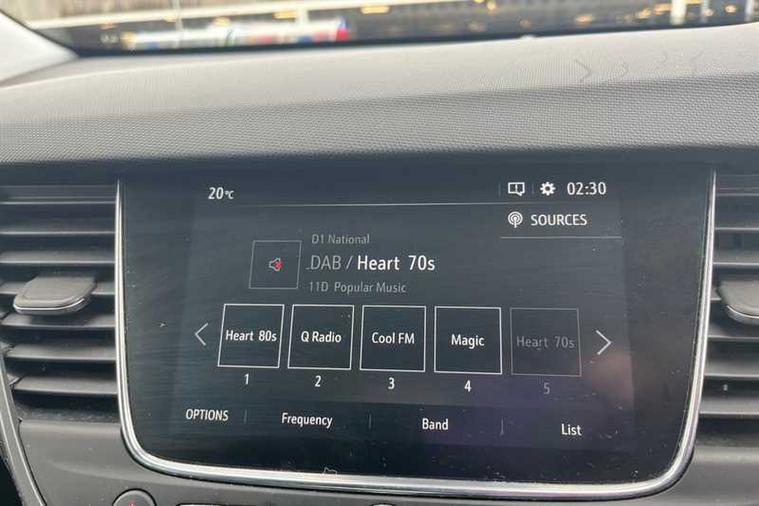 20°C
02:30
SOURCES
D1 National
DAB / Heart 70s
11D Popular Music
Heart 80s
Q Radio
Cool FM
Magic
Heart 70s
1
2
3
4
5
OPTIONS
Frequency
Band
List